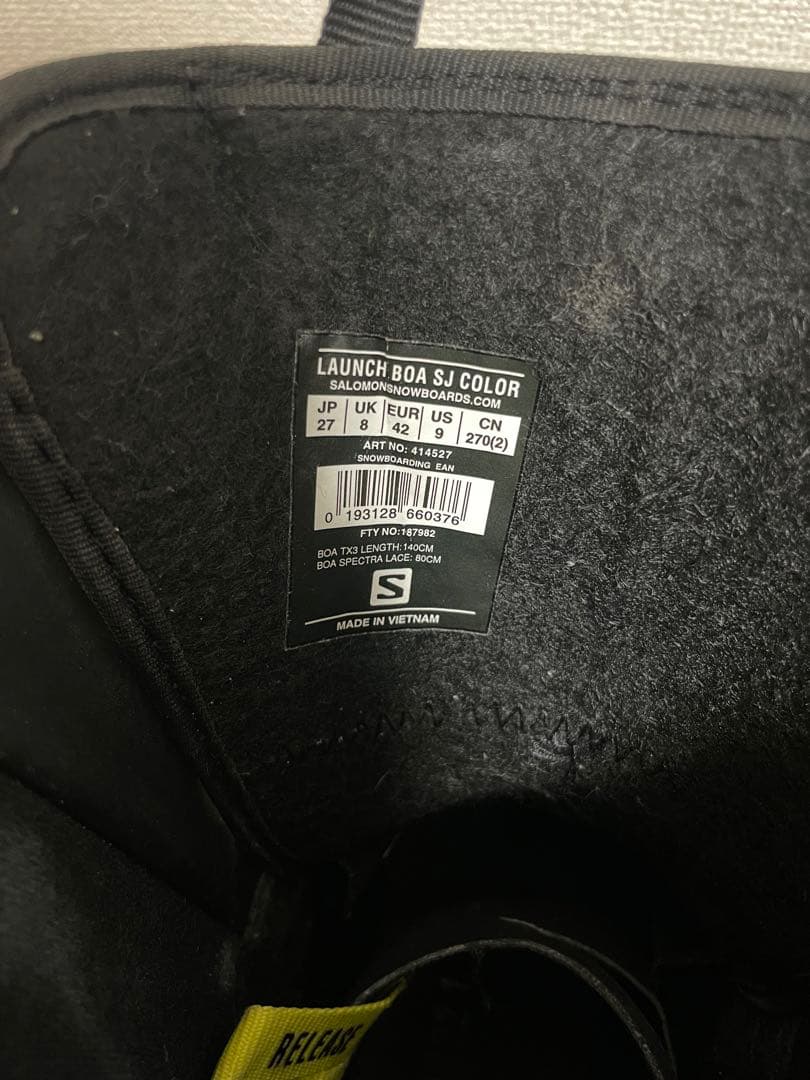 LAUNCH BOA SJ COLOR
SALOMONSNOWBOARDS.COM
JP UK EUR US CN
27 8 42 9 270(2)
ART NO: 414527
SNOWBOARDING EAN
0 193128 660376
FTY NO:187982
BOA TX3 LENGTH:140CM
BOA SPECTRA LACE: 80CM
S
MADE IN VIETNAM
RELEASE